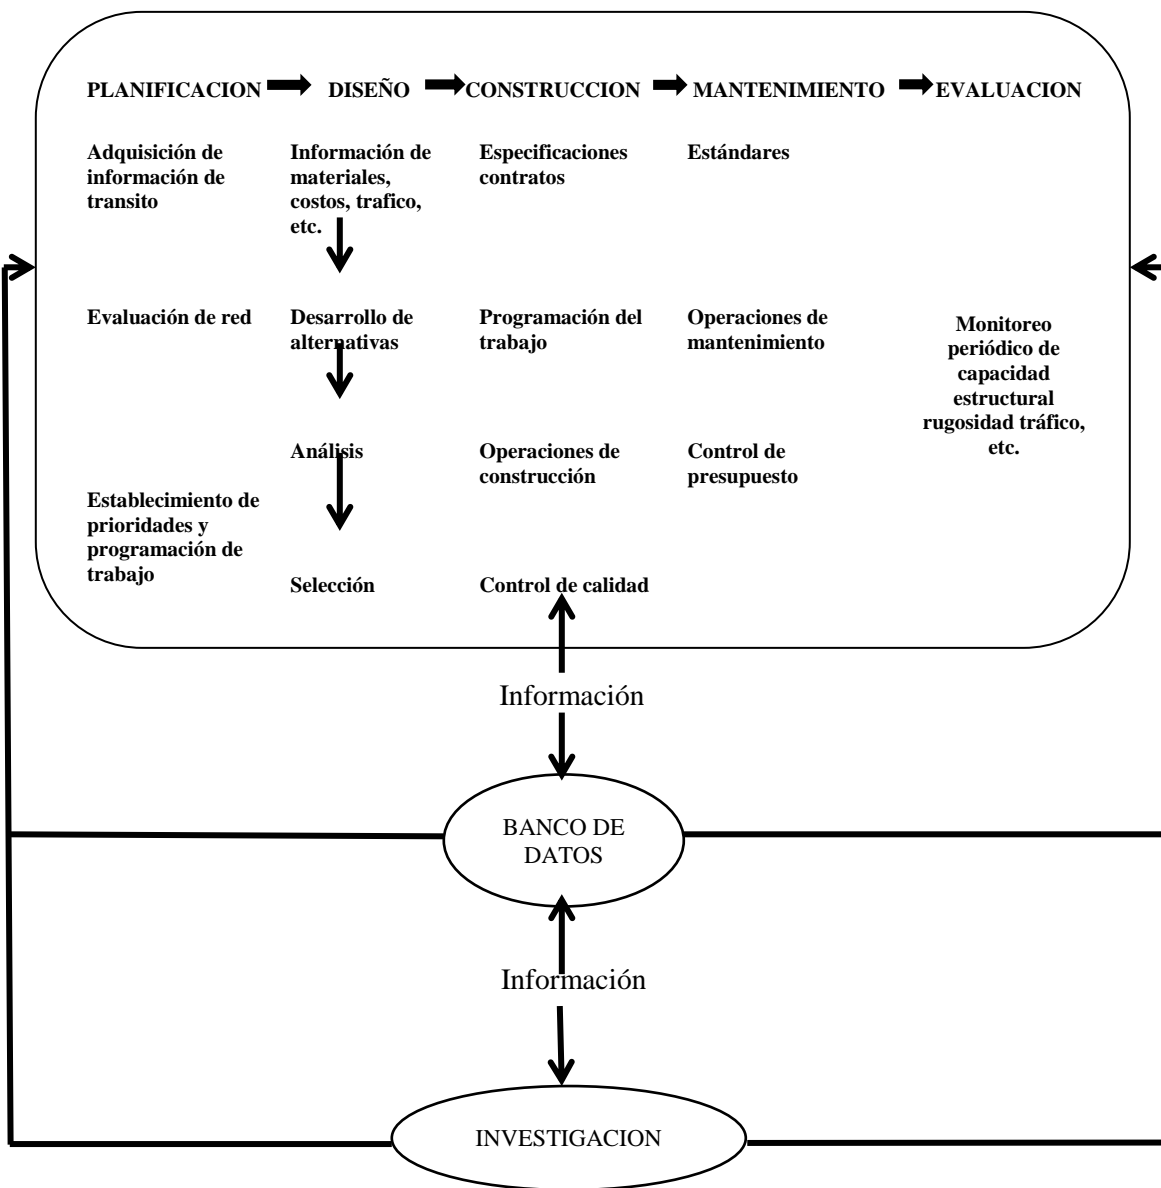 PLANIFICACION DISEÑO CONSTRUCCION MANTENIMIENTO EVALUACION
Adquisición de
información de
transito
Evaluación de red
Establecimiento de
prioridades y
programación de
trabajo
Información de
materiales,
costos, trafico,
etc.
Desarrollo de
alternativas
Análisis
Selección
Especificaciones
contratos
Programación del
trabajo
Operaciones de
construcción
Control de calidad
Estándares
Operaciones de
mantenimiento
Control de
presupuesto
Monitoreo
periódico de
capacidad
estructural
rugosidad tráfico,
etc.
Información
BANCO DE
DATOS
Información
INVESTIGACION